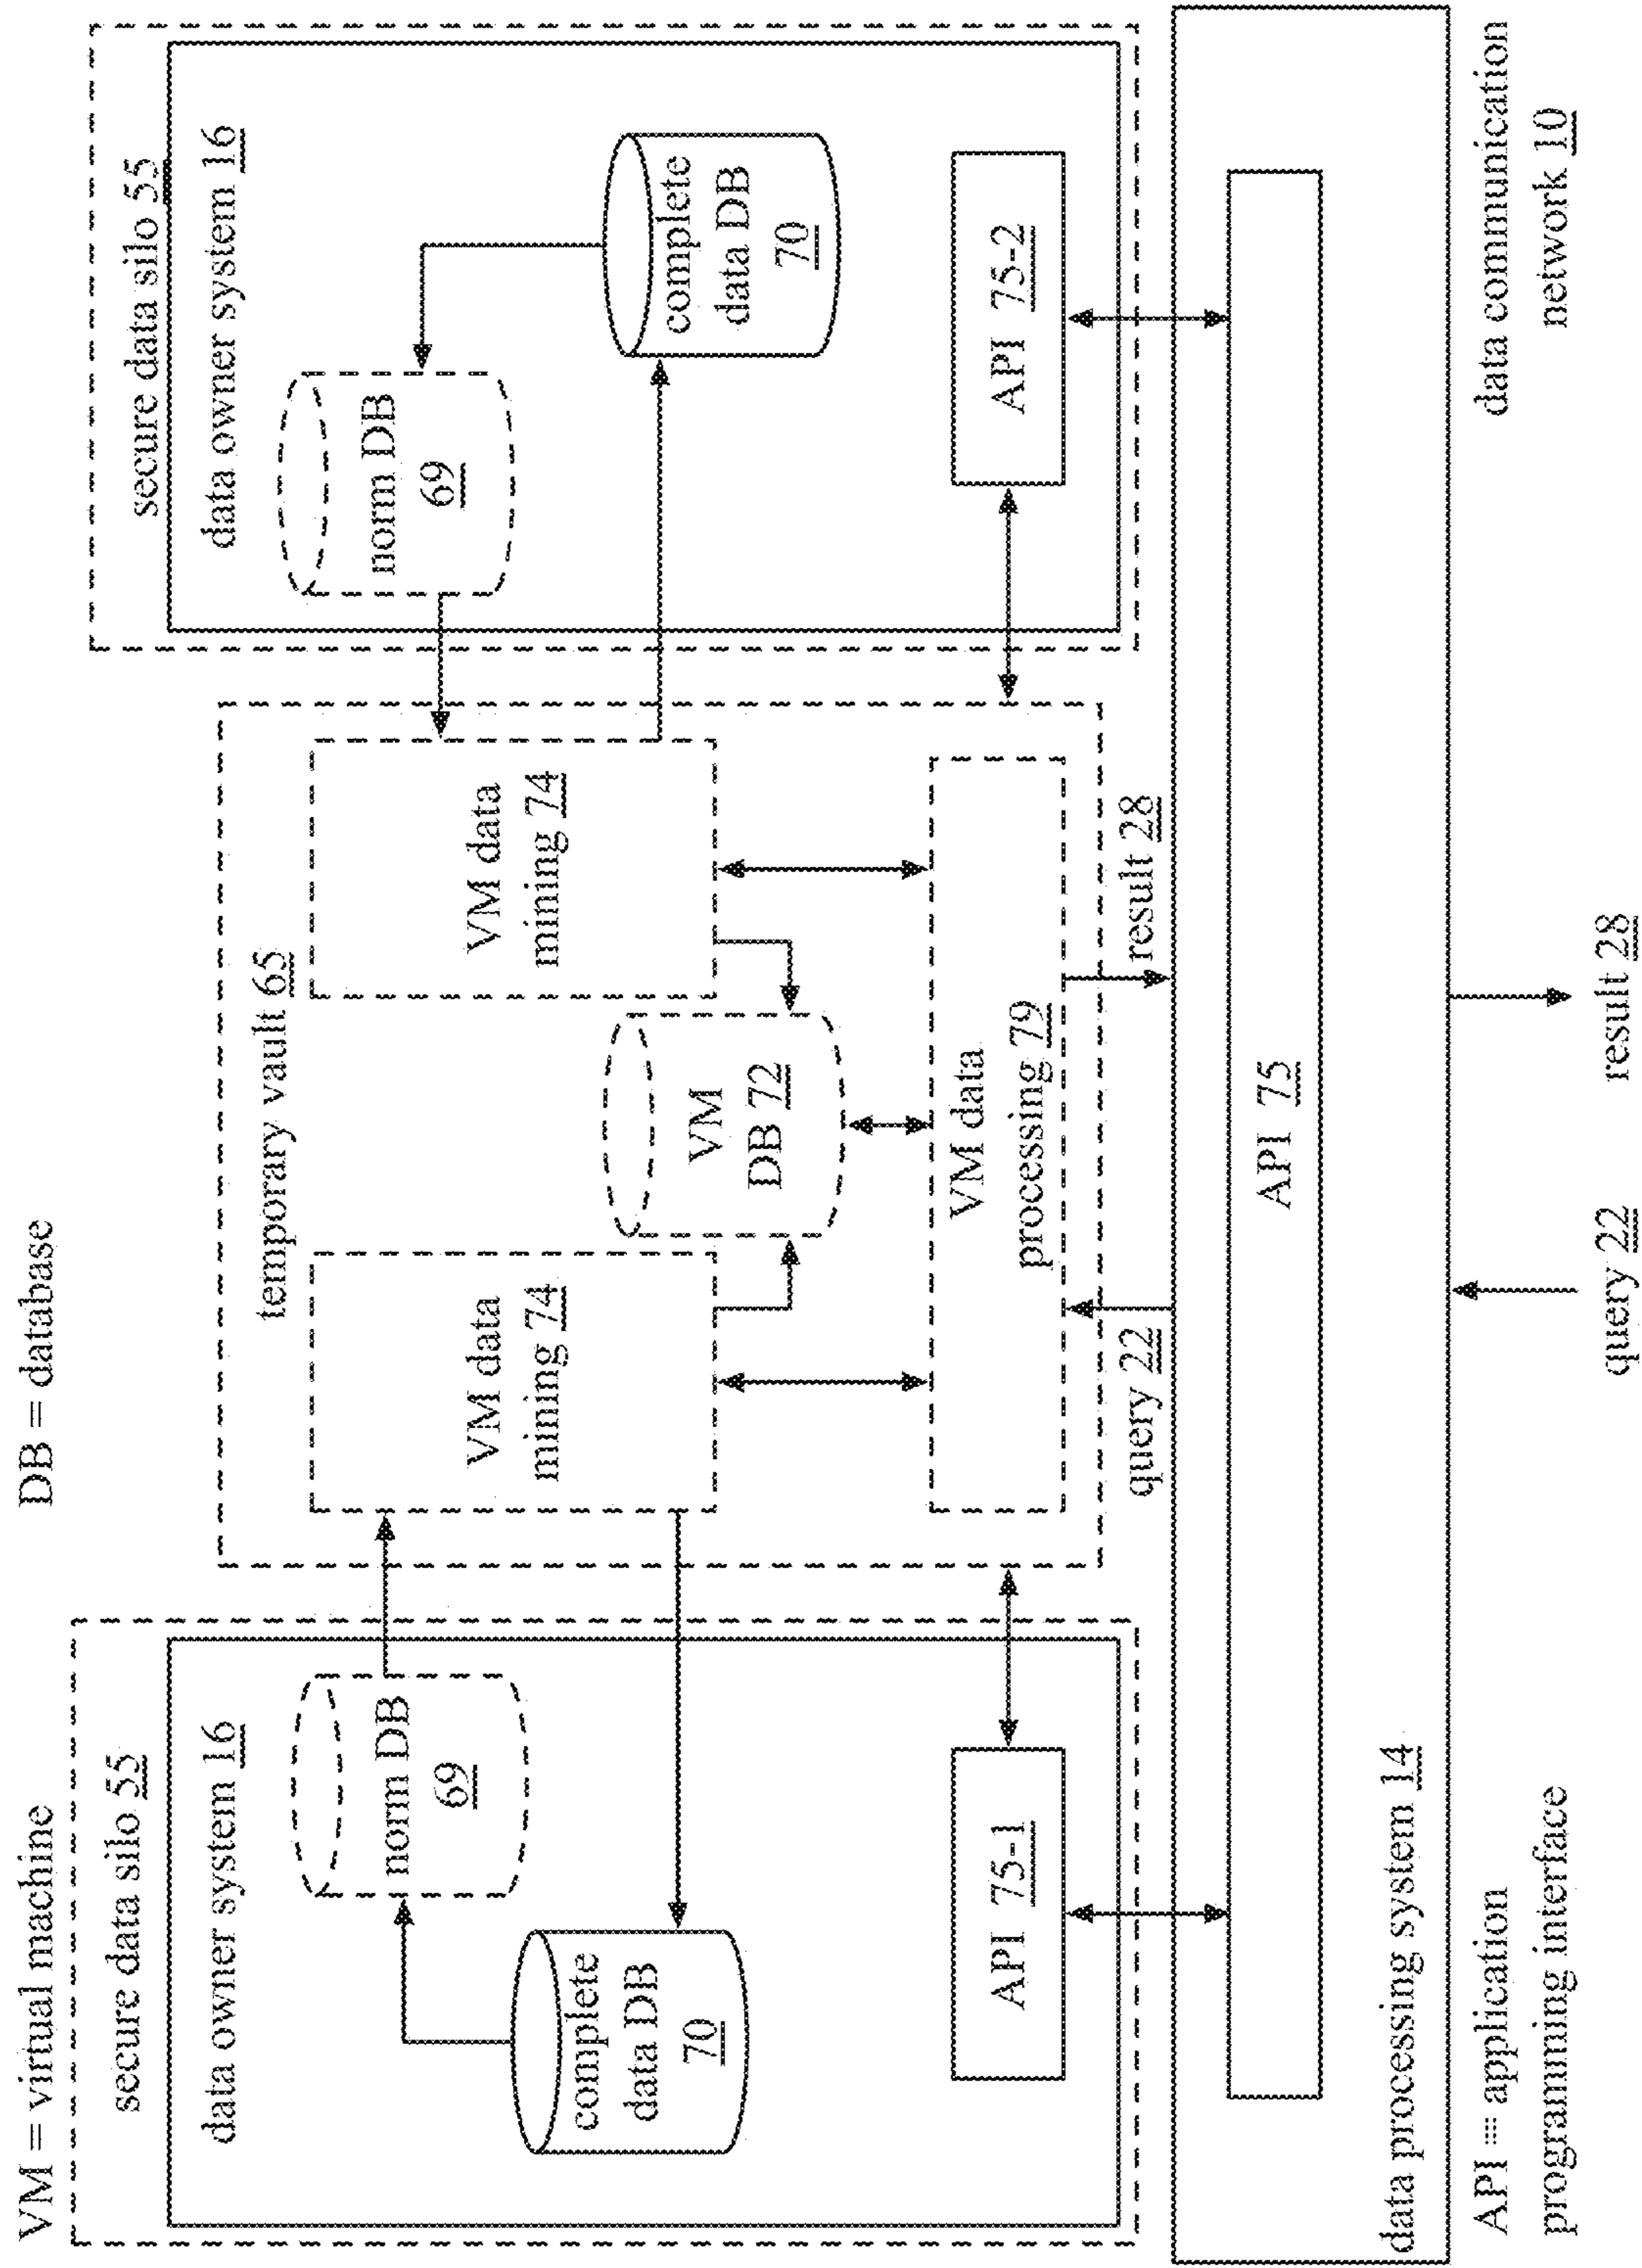 VM = virtual machine
DB = database
secure data silo 55
data owner system 16
norm DB
69
complete
data DB
70
API 75-1
temporary vault 65
VM data
mining 74
VM
DB 72
VM data
mining 74
VM data
processing 79
query 22
result 28
secure data silo 55
data owner system 16
norm DB
69
complete
data DB
70
API 75-2
API 75
data processing system 14
API = application
programming interface
query 22
result 28
data communication
network 10